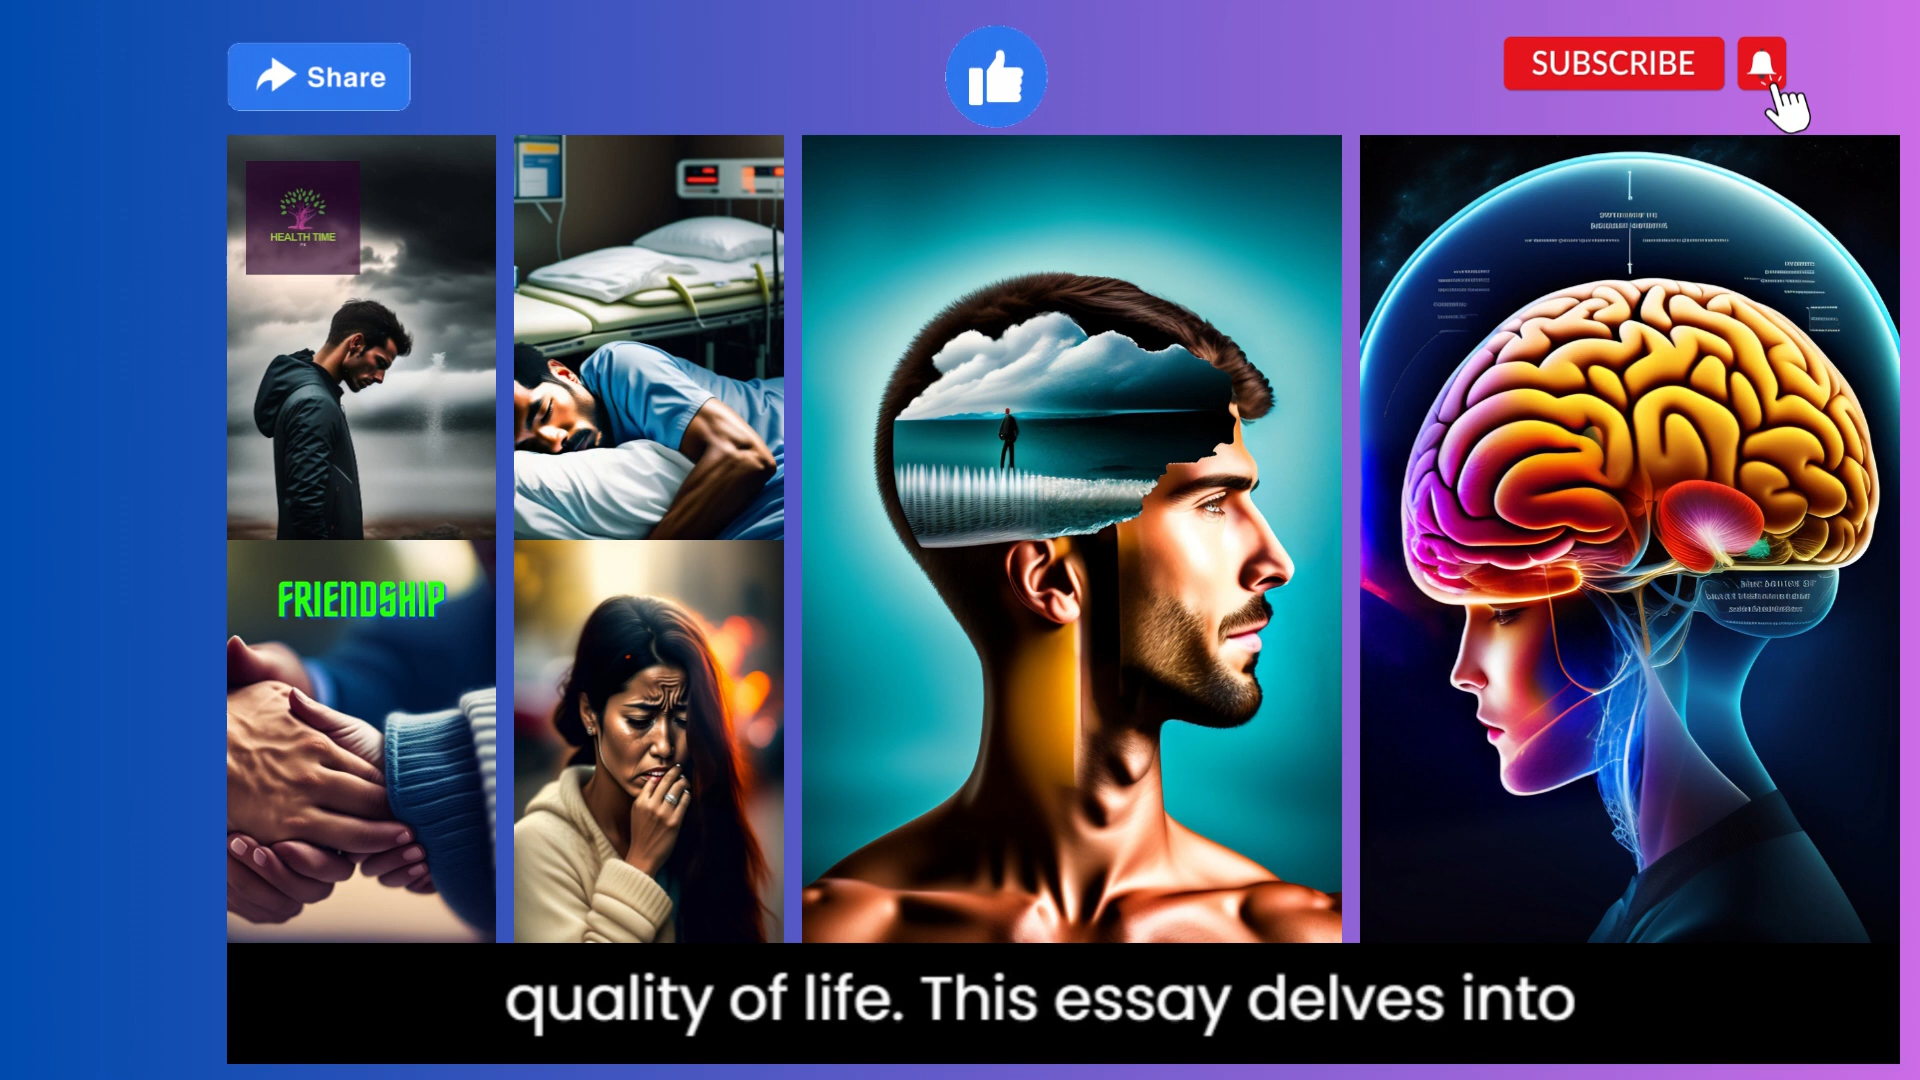 Share
SUBSCRIBE
HEALTH TIME
FRIENDSHIP
quality of life. This essay delves into